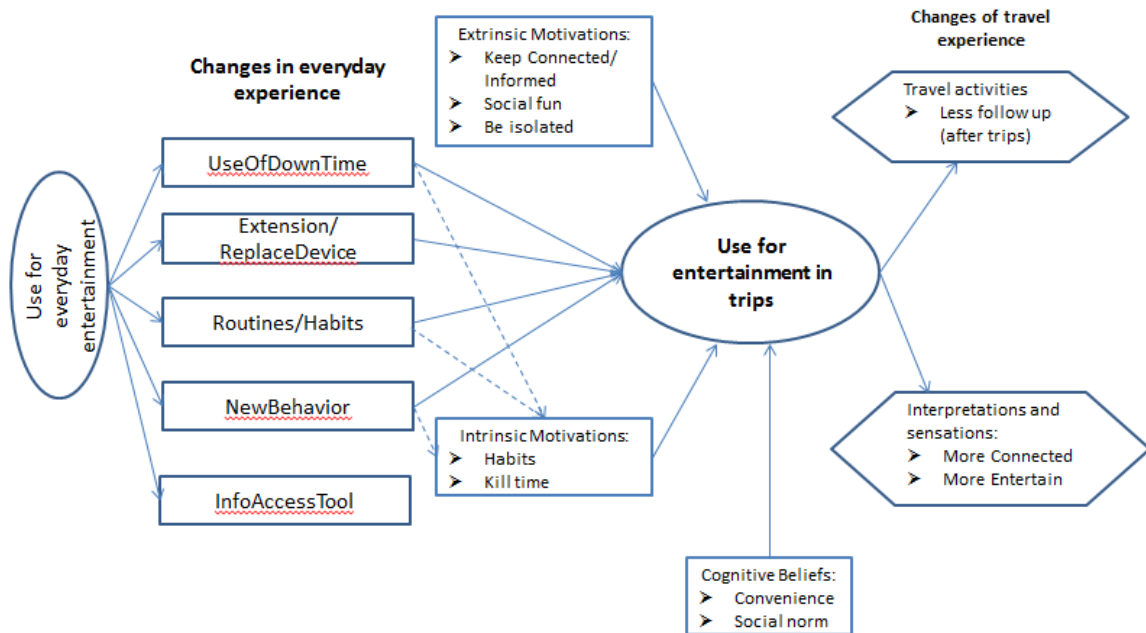 Changes in everyday
experience
Use for
everyday
entertainment
UseOfDownTime
Extension/
ReplaceDevice
Routines/Habits
NewBehavior
InfoAccessTool
Extrinsic Motivations:
➤ Keep Connected/
Informed
➤ Social fun
➤ Be isolated
Intrinsic Motivations:
➤ Habits
➤ Kill time
Use for
entertainment in
trips
Cognitive Beliefs:
➤ Convenience
➤ Social norm
Changes of travel
experience
Travel activities
➤ Less follow up
(after trips)
Interpretations and
sensations:
➤ More Connected
➤ More Entertain